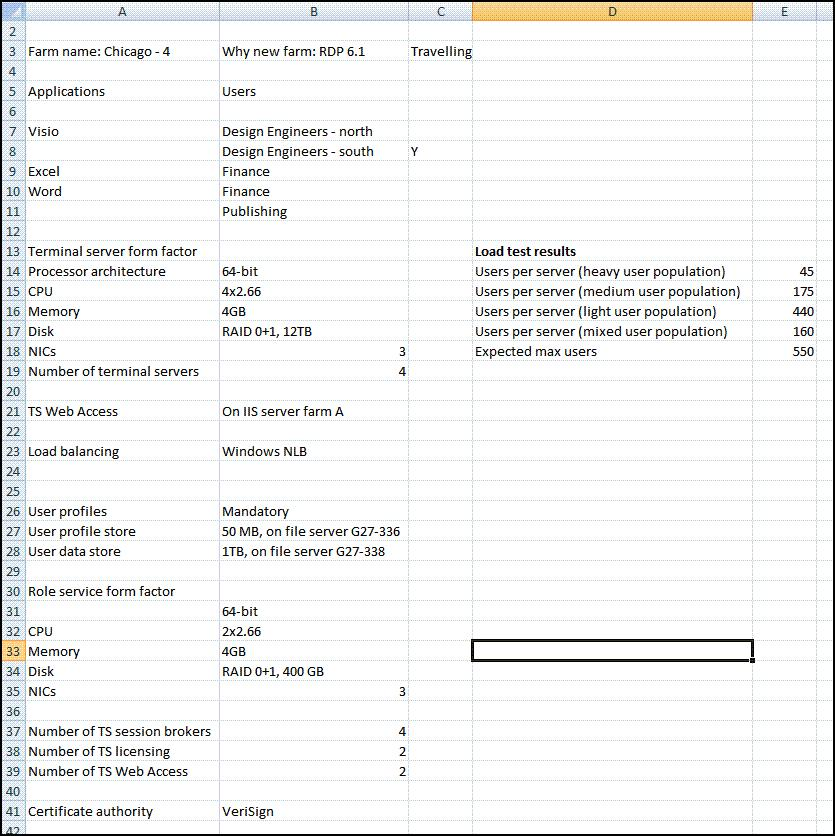 A B C D E
2
3 Farm name: Chicago - 4 Why new farm: RDP 6.1 Travelling
4
5 Applications Users
6
7 Visio Design Engineers - north
8 Design Engineers - south Y
9 Excel Finance
10 Word Finance
11 Publishing
12
13 Terminal server form factor Load test results
14 Processor architecture 64-bit Users per server (heavy user population) 45
15 CPU 4x2.66 Users per server (medium user population) 175
16 Memory 4GB Users per server (light user population) 440
17 Disk RAID 0+1, 12TB Users per server (mixed user population) 160
18 NICs 3 Expected max users 550
19 Number of terminal servers 4
20
21 TS Web Access On IIS server farm A
22
23 Load balancing Windows NLB
24
25
26 User profiles Mandatory
27 User profile store 50 MB, on file server G27-336
28 User data store 1TB, on file server G27-338
29
30 Role service form factor
31 64-bit
32 CPU 2x2.66
33 Memory 4GB
34 Disk RAID 0+1, 400 GB
35 NICs 3
36
37 Number of TS session brokers 4
38 Number of TS licensing 2
39 Number of TS Web Access 2
40
41 Certificate authority VeriSign
42